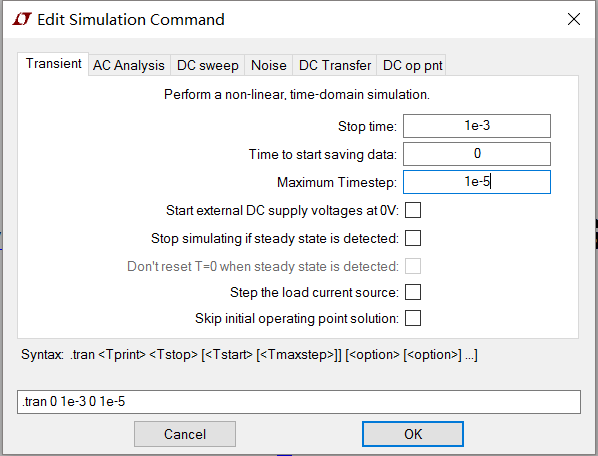 Edit Simulation Command
Transient AC Analysis DC sweep Noise DC Transfer DC op pnt
Perform a non-linear, time-domain simulation.
Stop time: 1e-3
Time to start saving data: 0
Maximum Timestep: 1e-5
Start external DC supply voltages at 0V:
Stop simulating if steady state is detected:
Don't reset T=0 when steady state is detected:
Step the load current source:
Skip initial operating point solution:
Syntax: .tran <Tprint> <Tstop> [<Tstart> [<Tmaxstep>]] [<option> [<option>] ...]
.tran 0 1e-3 0 1e-5
Cancel OK